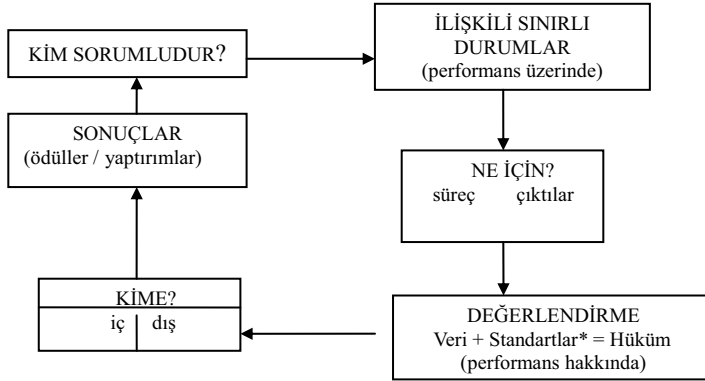 KİM SORUMLUDUR?
İLİŞKİLİ SINIRLI
DURUMLAR
(performans üzerinde)
SONUÇLAR
(ödüller / yaptırımlar)
NE İÇİN?
süreç çıktılar
KİME?
iç dış
DEĞERLENDİRME
Veri + Standartlar* = Hüküm
(performans hakkında)